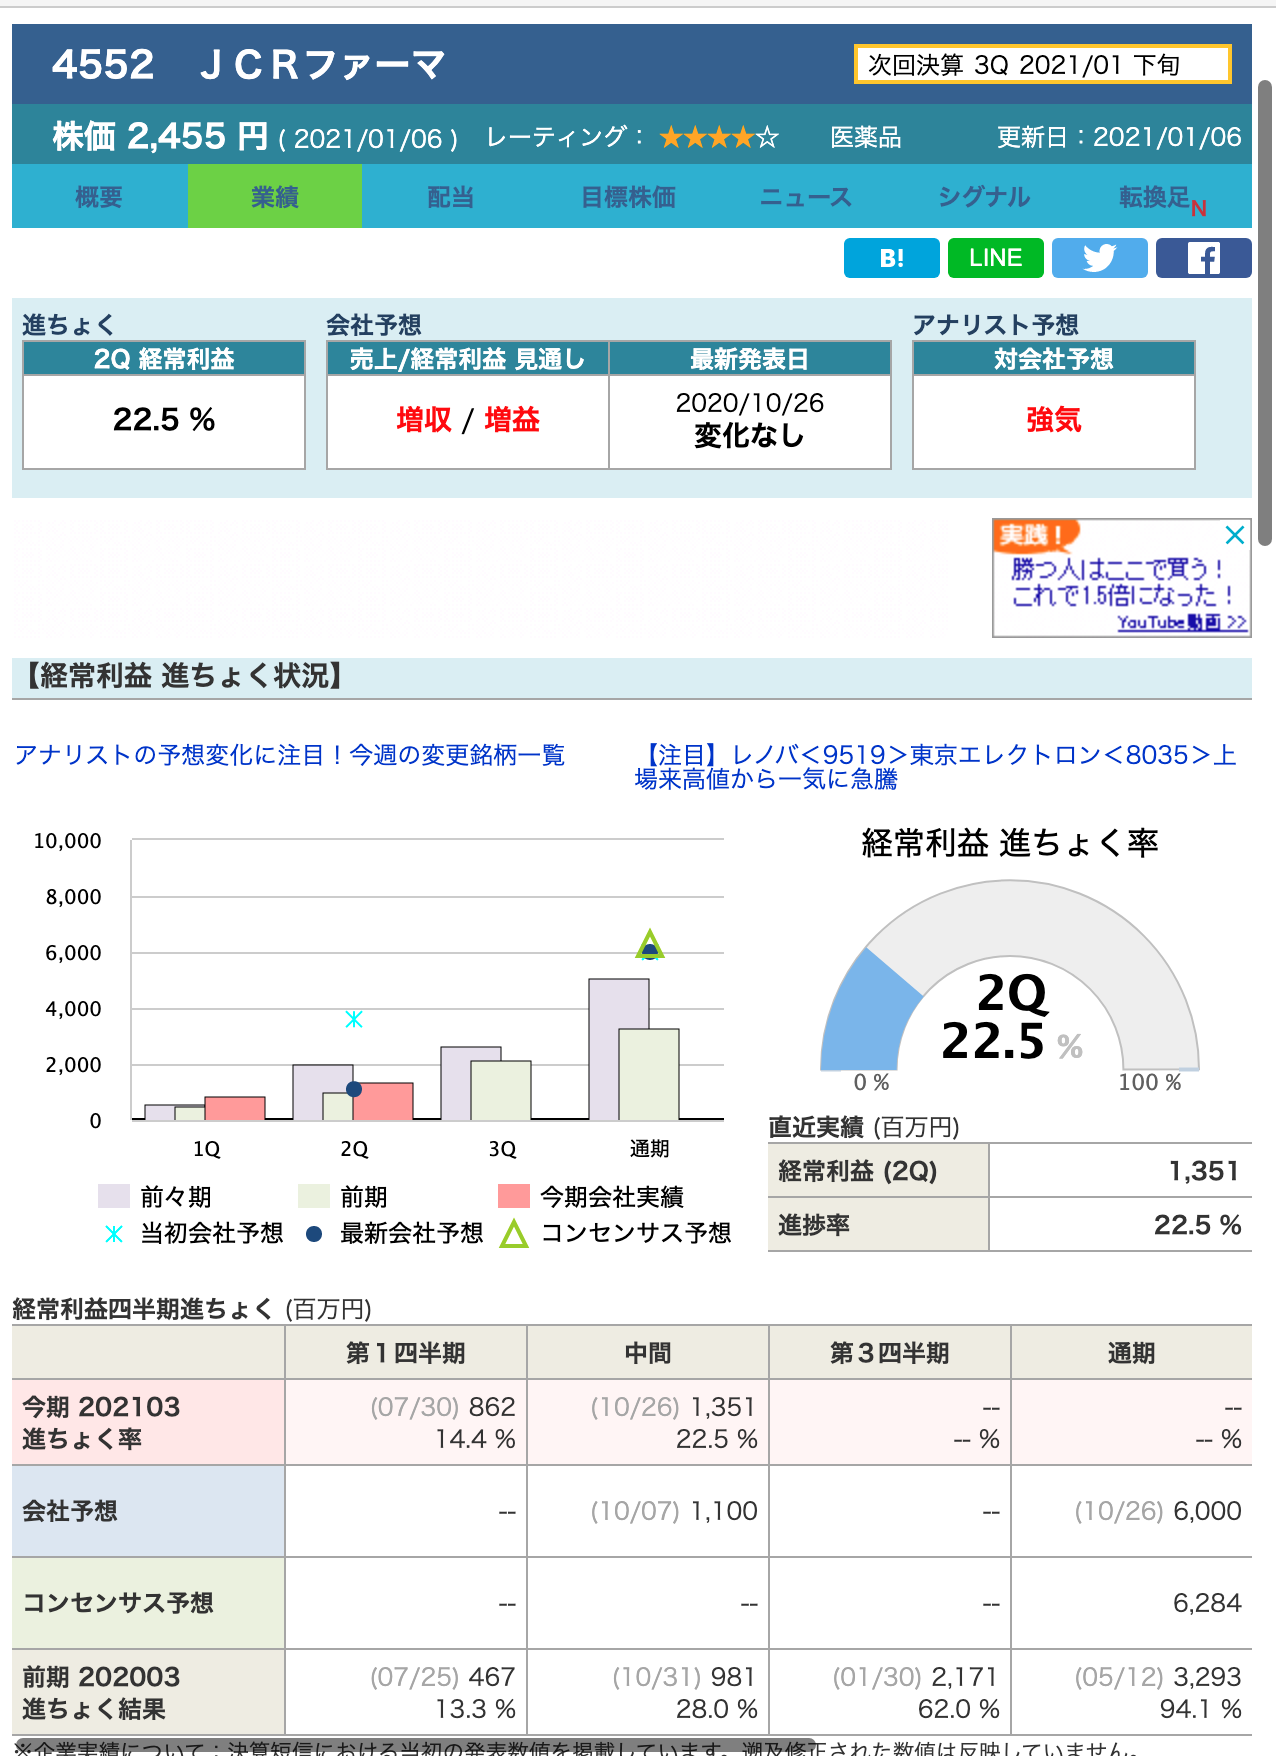 4552　ＪＣＲファーマ
次回決算 3Q 2021/01 下旬
株価 2,455 円 ( 2021/01/06 )　レーティング： ★★★★☆　医薬品　更新日：2021/01/06
概要　業績　配当　目標株価　ニュース　シグナル　転換足N
B!　LINE
進ちょく　会社予想　アナリスト予想
2Q 経常利益　売上/経常利益 見通し　最新発表日　対会社予想
22.5 %　増収 / 増益　2020/10/26　強気
変化なし
実践！
勝つ人はここで買う！
これで1.5倍になった！
YouTube動画 >>
【経常利益 進ちょく状況】
アナリストの予想変化に注目！今週の変更銘柄一覧
【注目】レノバ＜9519＞東京エレクトロン＜8035＞上
場来高値から一気に急騰
10,000
8,000
6,000
4,000
2,000
0
1Q　2Q　3Q　通期
前々期　前期　今期会社実績
当初会社予想　最新会社予想　コンセンサス予想
経常利益 進ちょく率
2Q
22.5 %
0 %　100 %
直近実績 (百万円)
経常利益 (2Q)　1,351
進捗率　22.5 %
経常利益四半期進ちょく (百万円)
第１四半期　中間　第３四半期　通期
今期 202103　(07/30) 862　(10/26) 1,351　--　--
進ちょく率　14.4 %　22.5 %　-- %　-- %
会社予想　--　(10/07) 1,100　--　(10/26) 6,000
コンセンサス予想　--　--　--　6,284
前期 202003　(07/25) 467　(10/31) 981　(01/30) 2,171　(05/12) 3,293
進ちょく結果　13.3 %　28.0 %　62.0 %　94.1 %
※企業実績について：決算短信における当初の発表数値を掲載しています。遡及修正された数値は反映していません。